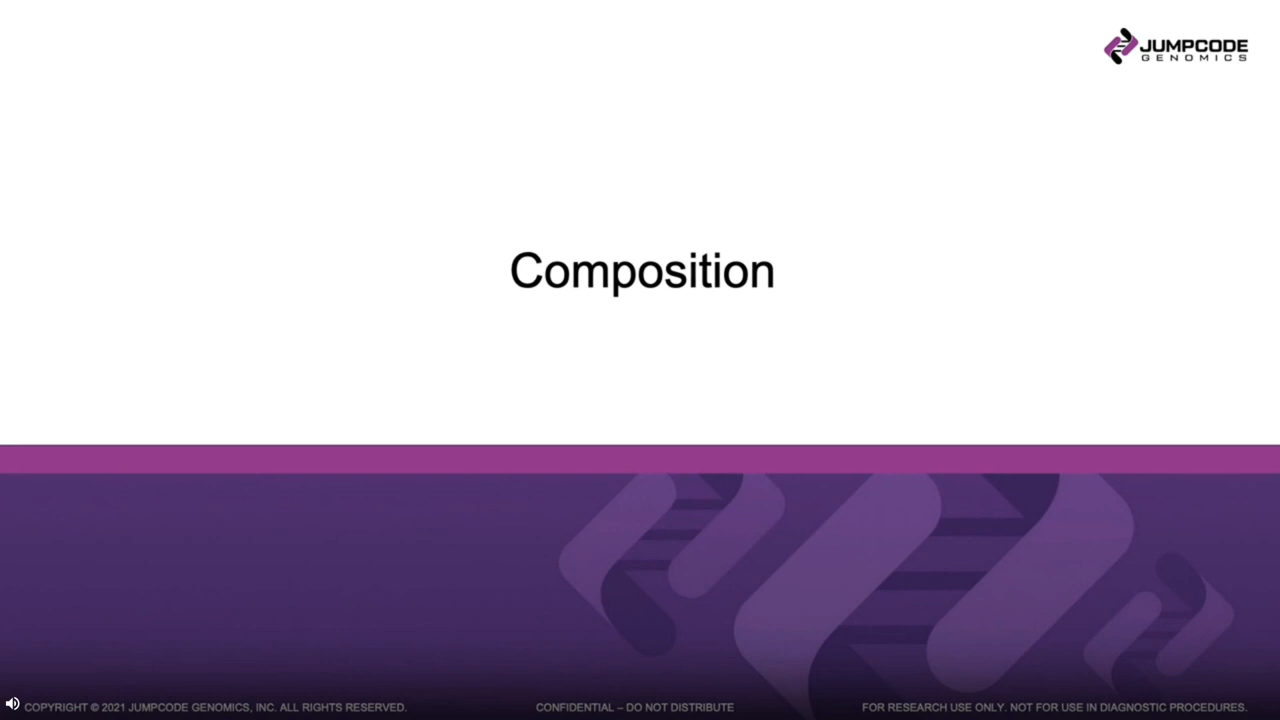 JUMPCODE
GENOMICS
Composition
COPYRIGHT © 2021 JUMPCODE GENOMICS, INC. ALL RIGHTS RESERVED.
CONFIDENTIAL – DO NOT DISTRIBUTE
FOR RESEARCH USE ONLY. NOT FOR USE IN DIAGNOSTIC PROCEDURES.